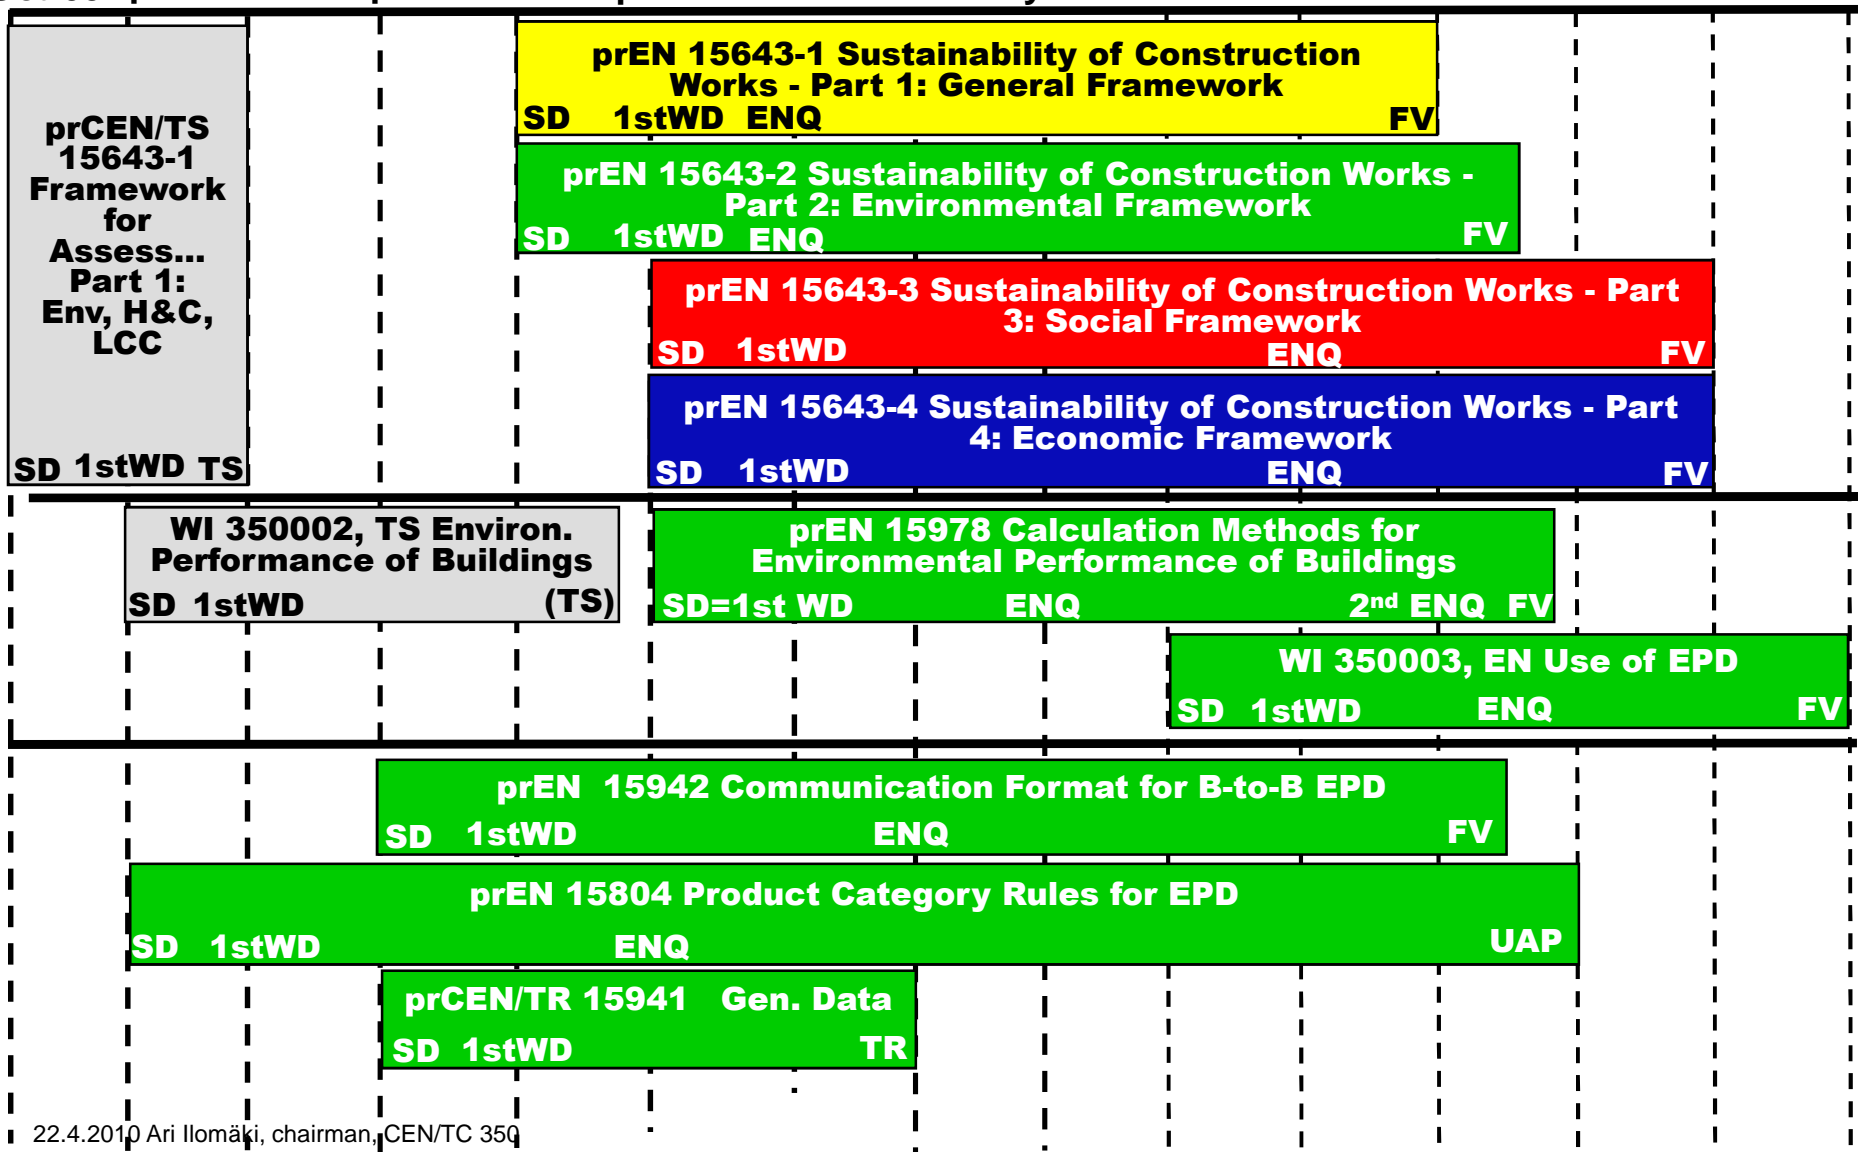 prCEN/TS
15643-1
Framework
for
Assess...
Part 1:
Env, H&C,
LCC
SD 1stWD TS
prEN 15643-1 Sustainability of Construction
Works - Part 1: General Framework
SD 1stWD ENQ FV
prEN 15643-2 Sustainability of Construction Works -
Part 2: Environmental Framework
SD 1stWD ENQ FV
prEN 15643-3 Sustainability of Construction Works - Part
3: Social Framework
SD 1stWD ENQ FV
prEN 15643-4 Sustainability of Construction Works - Part
4: Economic Framework
SD 1stWD ENQ FV
WI 350002, TS Environ.
Performance of Buildings
SD 1stWD (TS)
prEN 15978 Calculation Methods for
Environmental Performance of Buildings
SD=1st WD ENQ 2nd ENQ FV
WI 350003, EN Use of EPD
SD 1stWD ENQ FV
prEN 15942 Communication Format for B-to-B EPD
SD 1stWD ENQ FV
prEN 15804 Product Category Rules for EPD
SD 1stWD ENQ UAP
prCEN/TR 15941 Gen. Data
SD 1stWD TR
22.4.2010 Ari Ilomäki, chairman, CEN/TC 350